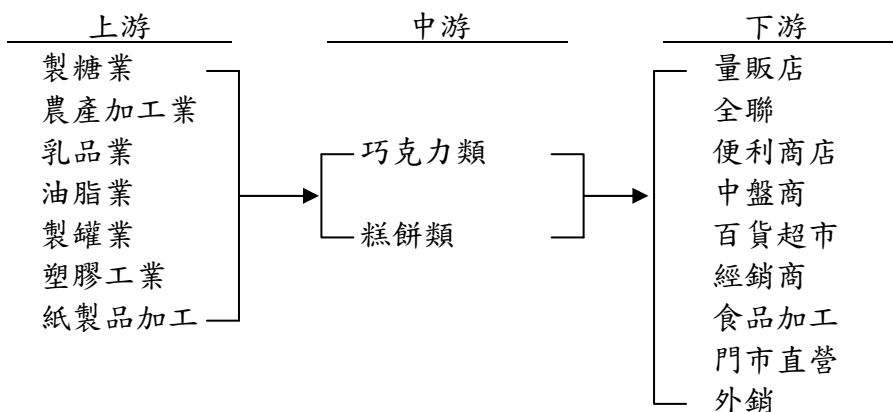 上游
中游
下游
製糖業
農產加工業
乳品業
油脂業
製罐業
塑膠工業
紙製品加工
巧克力類
糕餅類
量販店
全聯
便利商店
中盤商
百貨超市
經銷商
食品加工
門市直營
外銷